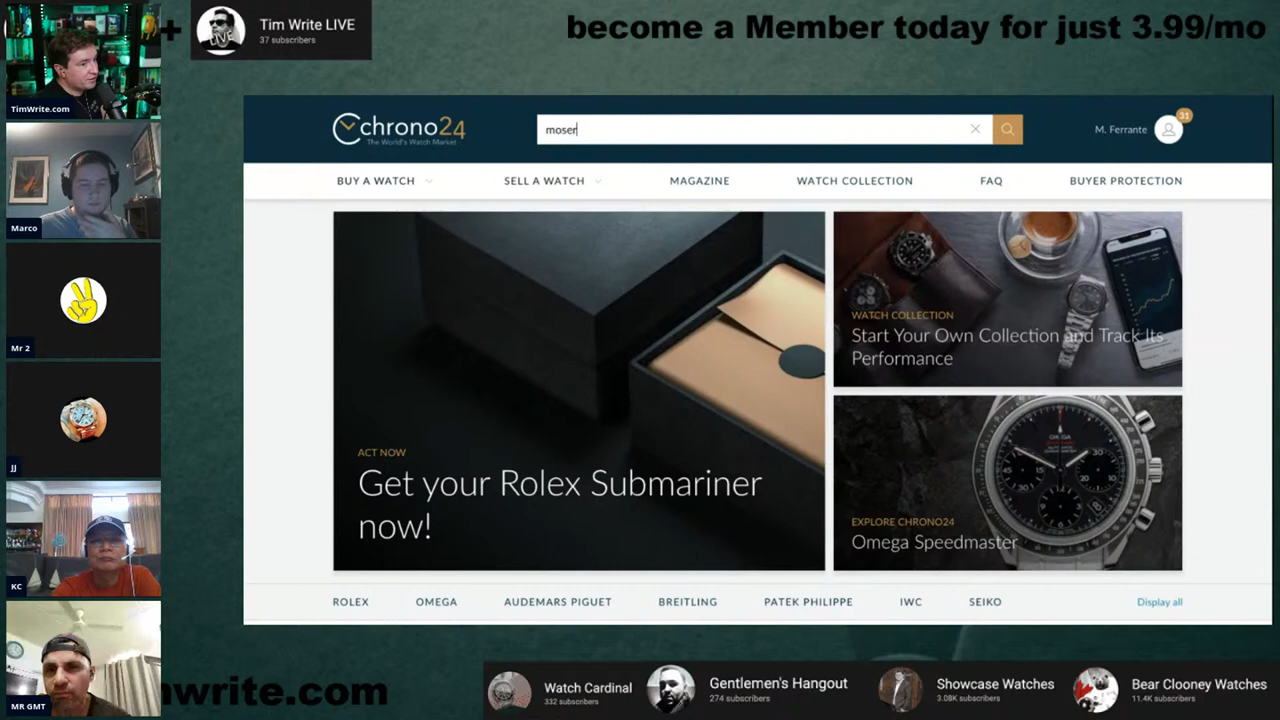 +
Tim Write LIVE
37 subscribers
become a Member today for just 3.99/mo
TimWrite.com
Marco
Mr 2
JJ
KC
MR GMT
chrono24
The World's Watch Market
moser
M. Ferrante
31
BUY A WATCH
SELL A WATCH
MAGAZINE
WATCH COLLECTION
FAQ
BUYER PROTECTION
ACT NOW
Get your Rolex Submariner
now!
WATCH COLLECTION
Start Your Own Collection and Track Its
Performance
EXPLORE CHRONO24
Omega Speedmaster
ROLEX
OMEGA
AUDEMARS PIGUET
BREITLING
PATEK PHILIPPE
IWC
SEIKO
Display all
nwrite.com
Watch Cardinal
332 subscribers
Gentlemen's Hangout
274 subscribers
Showcase Watches
3.08K subscribers
Bear Clooney Watches
11.4K subscribers